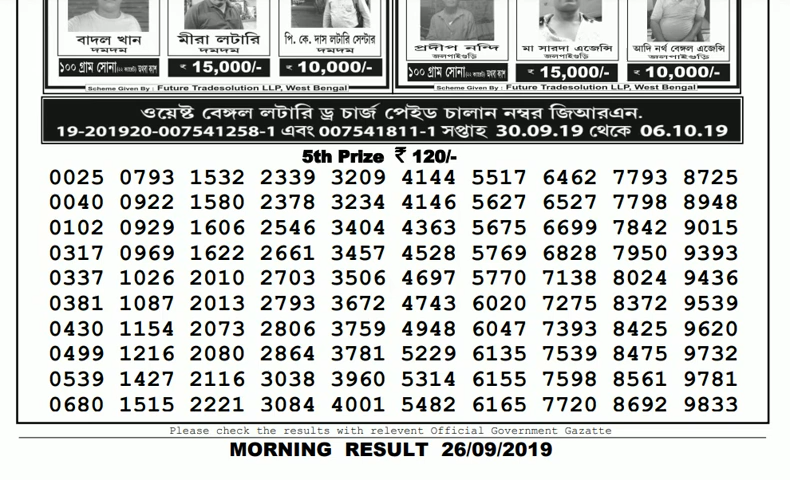 বাদল খান
দমদম
মীরা লটারি
দমদম
পি. কে. দাস লটারি সেন্টার
দমদম
প্রদীপ নন্দি
জলপাইগুড়ি
মা সারদা এজেন্সি
জলপাইগুড়ি
আদি নর্থ বেঙ্গল এজেন্সি
জলপাইগুড়ি
১০০ গ্রাম সোনা
₹ 15,000/-
₹ 10,000/-
১০০ গ্রাম সোনা
₹ 15,000/-
₹ 10,000/-
Scheme Given By : Future Tradesolution LLP, West Bengal
Scheme Given By : Future Tradesolution LLP, West Bengal
ওয়েষ্ট বেঙ্গল লটারি ড্র চার্জ পেইড চালান নম্বর জিআরএন.
19-201920-007541258-1 এবং 007541811-1 সপ্তাহ 30.09.19 থেকে 06.10.19
5th Prize ₹ 120/-
0025 0793 1532 2339 3209 4144 5517 6462 7793 8725
0040 0922 1580 2378 3234 4146 5627 6527 7798 8948
0102 0929 1606 2546 3404 4363 5675 6699 7842 9015
0317 0969 1622 2661 3457 4528 5769 6828 7950 9393
0337 1026 2010 2703 3506 4697 5770 7138 8024 9436
0381 1087 2013 2793 3672 4743 6020 7275 8372 9539
0430 1154 2073 2806 3759 4948 6047 7393 8425 9620
0499 1216 2080 2864 3781 5229 6135 7539 8475 9732
0539 1427 2116 3038 3960 5314 6155 7598 8561 9781
0680 1515 2221 3084 4001 5482 6165 7720 8692 9833
Please check the results with relevent Official Government Gazatte
MORNING RESULT 26/09/2019